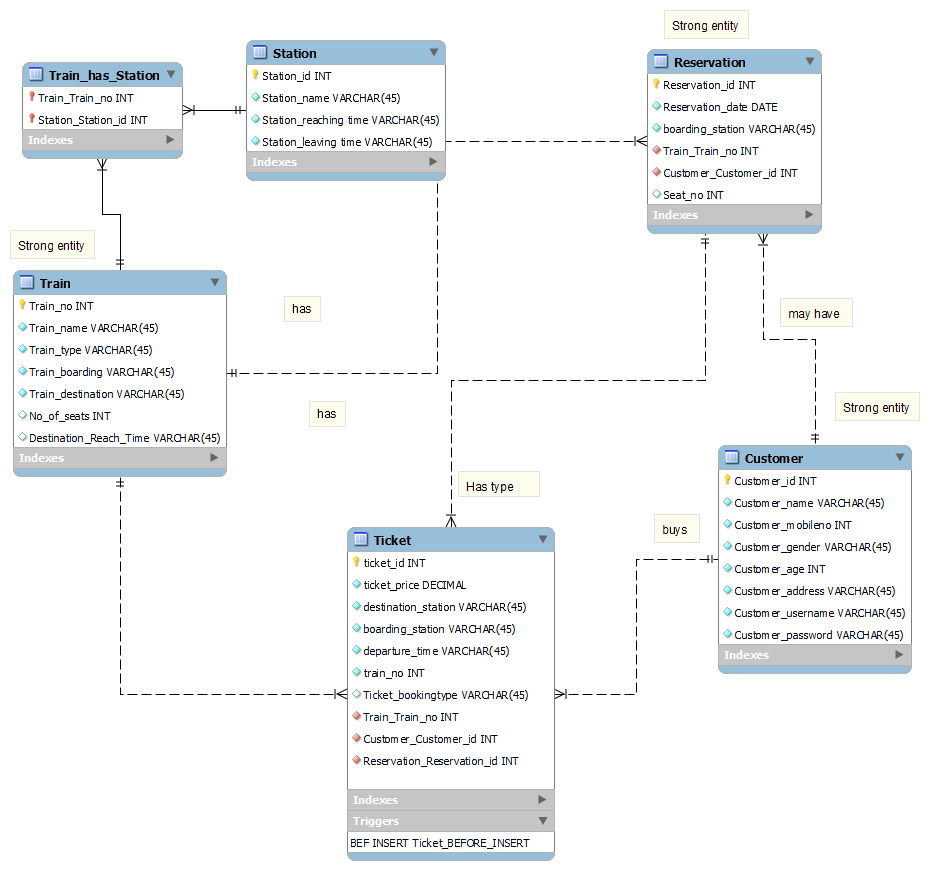 Train_has_Station
Train_Train_no INT
Station_Station_id INT
Indexes
Station
Station_id INT
Station_name VARCHAR(45)
Station_reaching time VARCHAR(45)
Station_leaving time VARCHAR(45)
Indexes
Strong entity
Reservation
Reservation_id INT
Reservation_date DATE
boarding_station VARCHAR(45)
Train_Train_no INT
Customer_Customer_id INT
Seat_no INT
Indexes
Strong entity
Train
Train_no INT
Train_name VARCHAR(45)
Train_type VARCHAR(45)
Train_boarding VARCHAR(45)
Train_destination VARCHAR(45)
No_of_seats INT
Destination_Reach_Time VARCHAR(45)
Indexes
has
has
may have
Strong entity
Customer
Customer_id INT
Customer_name VARCHAR(45)
Customer_mobileno INT
Customer_gender VARCHAR(45)
Customer_age INT
Customer_address VARCHAR(45)
Customer_username VARCHAR(45)
Customer_password VARCHAR(45)
Indexes
Has type
buys
Ticket
ticket_id INT
ticket_price DECIMAL
destination_station VARCHAR(45)
boarding_station VARCHAR(45)
departure_time VARCHAR(45)
train_no INT
Ticket_bookingtype VARCHAR(45)
Train_Train_no INT
Customer_Customer_id INT
Reservation_Reservation_id INT
Indexes
Triggers
BEF INSERT Ticket_BEFORE_INSERT